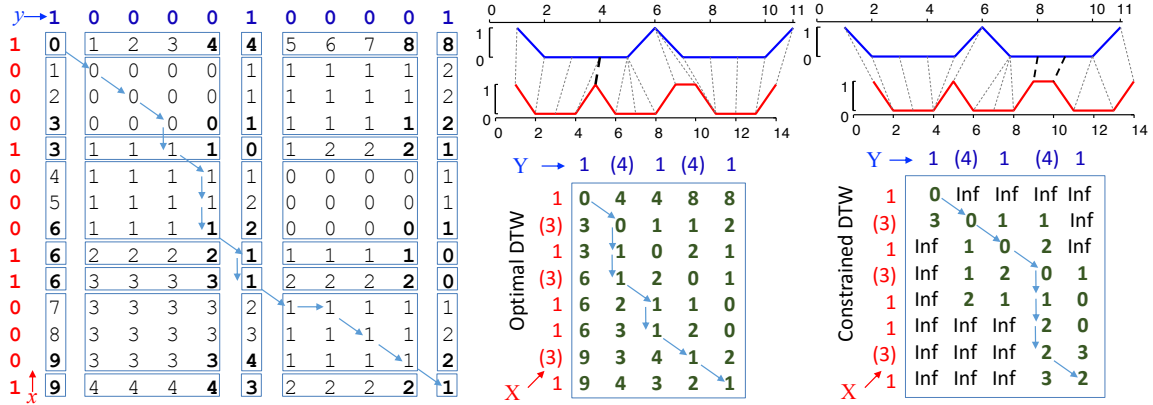 y 1 0 0 0 0 1 0 0 0 0 1
1 0 1 2 3 4 4 5 6 7 8 8
0 1 0 0 0 0 1 1 1 1 1 2
0 2 0 0 0 0 1 1 1 1 1 2
0 3 0 0 0 0 1 1 1 1 1 2
1 3 1 1 1 1 0 1 2 2 2 1
0 4 1 1 1 1 1 0 0 0 0 1
0 5 1 1 1 1 2 0 0 0 0 1
0 6 1 1 1 1 2 0 0 0 0 1
1 6 2 2 2 2 1 1 1 1 1 0
1 6 3 3 3 3 1 2 2 2 2 0
0 7 3 3 3 3 2 1 1 1 1 1
0 8 3 3 3 3 3 1 1 1 1 2
0 9 3 3 3 3 4 1 1 1 1 2
1 9 4 4 4 4 3 2 2 2 2 1
x
0 2 4 6 8 10 11
1
0
1
0
0 2 4 6 8 10 12 14
Y 1 (4) 1 (4) 1
Optimal DTW
1 0 4 4 8 8
(3) 3 0 1 1 2
1 3 1 0 2 1
(3) 6 1 2 0 1
1 6 2 1 1 0
1 6 3 1 2 0
(3) 9 3 4 1 2
1 9 4 3 2 1
X
0 2 4 6 8 10 11
1
0
1
0
0 2 4 6 8 10 12 14
Y 1 (4) 1 (4) 1
Constrained DTW
1 0 Inf Inf Inf Inf
(3) 3 0 1 1 Inf
1 Inf 1 0 2 Inf
(3) Inf 1 2 0 1
1 Inf 2 1 1 0
1 Inf Inf Inf 2 0
(3) Inf Inf Inf 2 3
1 Inf Inf Inf 3 2
X